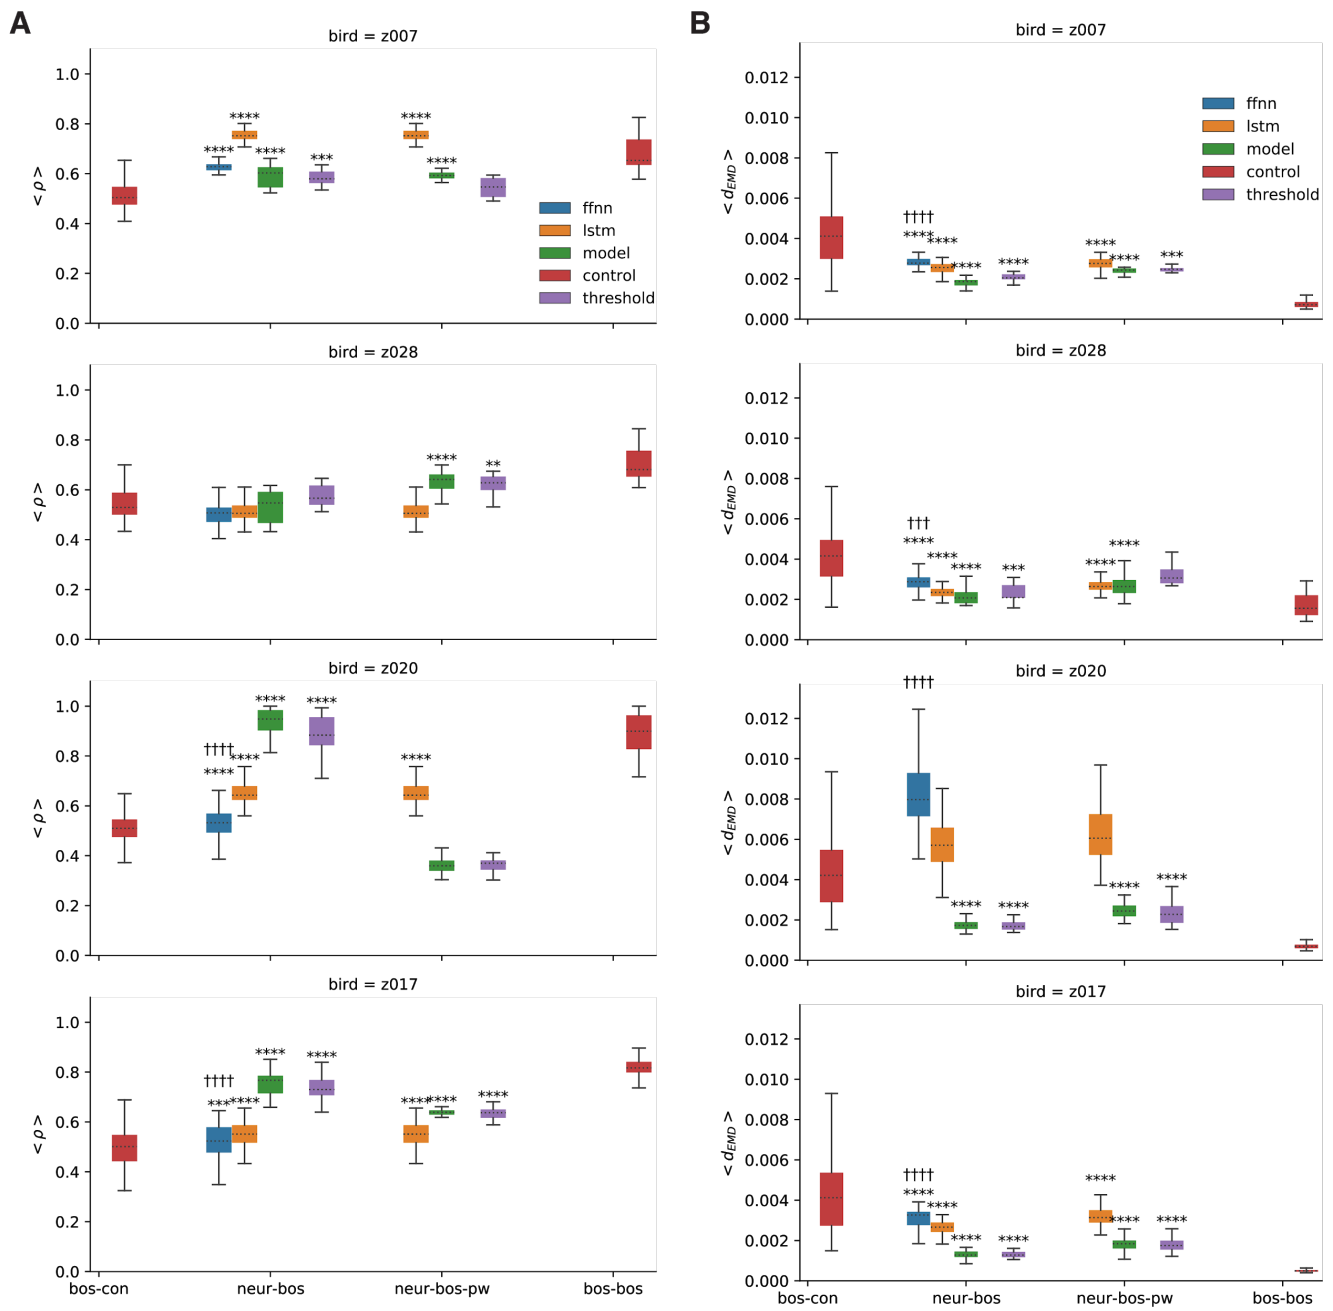 A
bird = z007
< ρ >
1.0
0.8
0.6
0.4
0.2
0.0
****
****
****
***
****
****
ffnn
lstm
model
control
threshold
bird = z028
< ρ >
1.0
0.8
0.6
0.4
0.2
0.0
****
**
bird = z020
< ρ >
1.0
0.8
0.6
0.4
0.2
0.0
††††
****
****
****
****
****
bird = z017
< ρ >
1.0
0.8
0.6
0.4
0.2
0.0
††††
***
****
****
****
****
****
****
bos-con
neur-bos
neur-bos-pw
bos-bos
B
bird = z007
< d_EMD >
0.012
0.010
0.008
0.006
0.004
0.002
0.000
††††
****
****
****
****
****
****
***
ffnn
lstm
model
control
threshold
bird = z028
< d_EMD >
0.012
0.010
0.008
0.006
0.004
0.002
0.000
†††
****
****
****
***
****
****
bird = z020
< d_EMD >
0.012
0.010
0.008
0.006
0.004
0.002
0.000
††††
****
****
****
****
bird = z017
< d_EMD >
0.012
0.010
0.008
0.006
0.004
0.002
0.000
††††
****
****
****
****
****
****
****
bos-con
neur-bos
neur-bos-pw
bos-bos